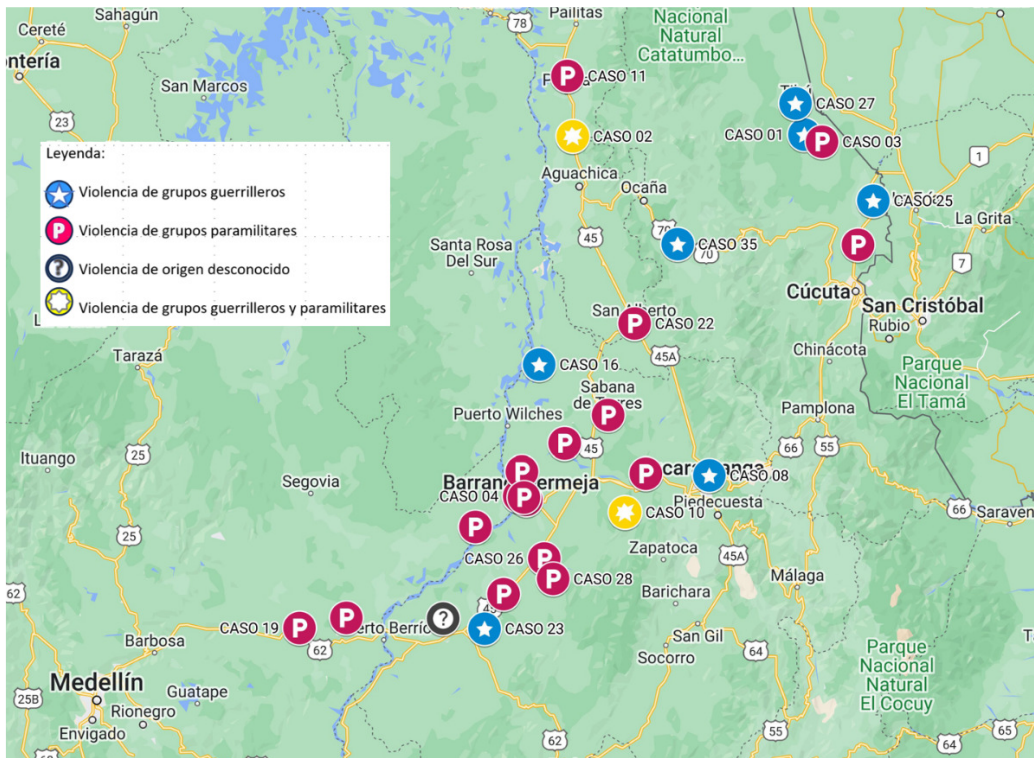 Sahagún
Cereté
San Marcos
23
78
Pailitas
Nacional
Natural
Catatumbo...
P CASO 11
CASO 27
CASO 01
P CASO 03
CASO 02
1
Leyenda:
Violencia de grupos guerrilleros
P Violencia de grupos paramilitares
? Violencia de origen desconocido
Violencia de grupos guerrilleros y paramilitares
Aguachica
Ocaña
CASO 25
La Grita
45
70
CASO 35
70
P
7
Santa Rosa
Del Sur
Cúcuta
San Cristóbal
Rubio
P CASO 22
45A
Tarazá
CASO 16
Chinácota
Parque
Nacional
El Tamá
Sabana
P
Puerto Wilches
Pamplona
25
P
45
66
55
Ituango
Segovia
P
P
CASO 08
CASO 04 P
Piedecuesta
CASO 10
66
25
P
Zapatoca
45A
CASO 26 P
P CASO 28
Málaga
Barichara
62
P
CASO 19 P
P
?
CASO 23
San Gil
62
Barbosa
64
Socorro
Parque
Nacional
Natural
El Cocuy
Medellín
25B
Guatape
Rionegro
Envigado
62
55
64
65